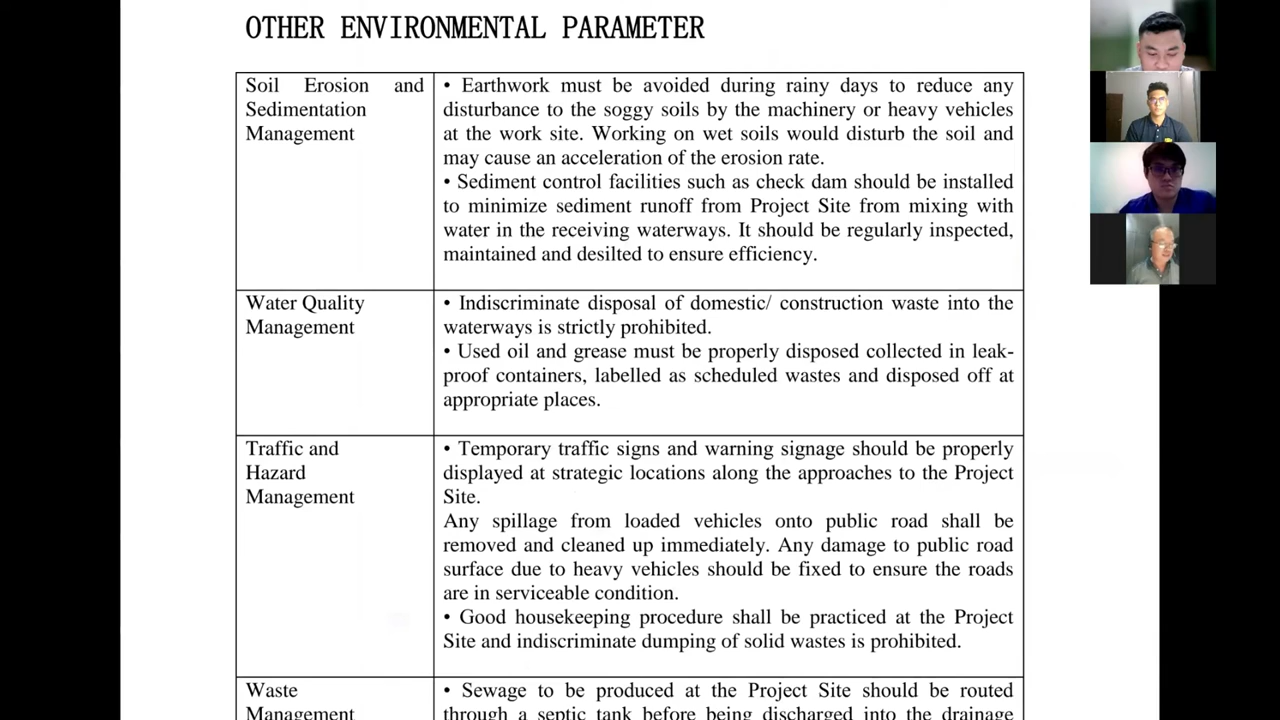 OTHER ENVIRONMENTAL PARAMETER
Soil Erosion and
Sedimentation
Management
• Earthwork must be avoided during rainy days to reduce any
disturbance to the soggy soils by the machinery or heavy vehicles
at the work site. Working on wet soils would disturb the soil and
may cause an acceleration of the erosion rate.
• Sediment control facilities such as check dam should be installed
to minimize sediment runoff from Project Site from mixing with
water in the receiving waterways. It should be regularly inspected,
maintained and desilted to ensure efficiency.
Water Quality
Management
• Indiscriminate disposal of domestic/ construction waste into the
waterways is strictly prohibited.
• Used oil and grease must be properly disposed collected in leak-
proof containers, labelled as scheduled wastes and disposed off at
appropriate places.
Traffic and
Hazard
Management
• Temporary traffic signs and warning signage should be properly
displayed at strategic locations along the approaches to the Project
Site.
Any spillage from loaded vehicles onto public road shall be
removed and cleaned up immediately. Any damage to public road
surface due to heavy vehicles should be fixed to ensure the roads
are in serviceable condition.
• Good housekeeping procedure shall be practiced at the Project
Site and indiscriminate dumping of solid wastes is prohibited.
Waste
Management
• Sewage to be produced at the Project Site should be routed
through a septic tank before being discharged into the drainage